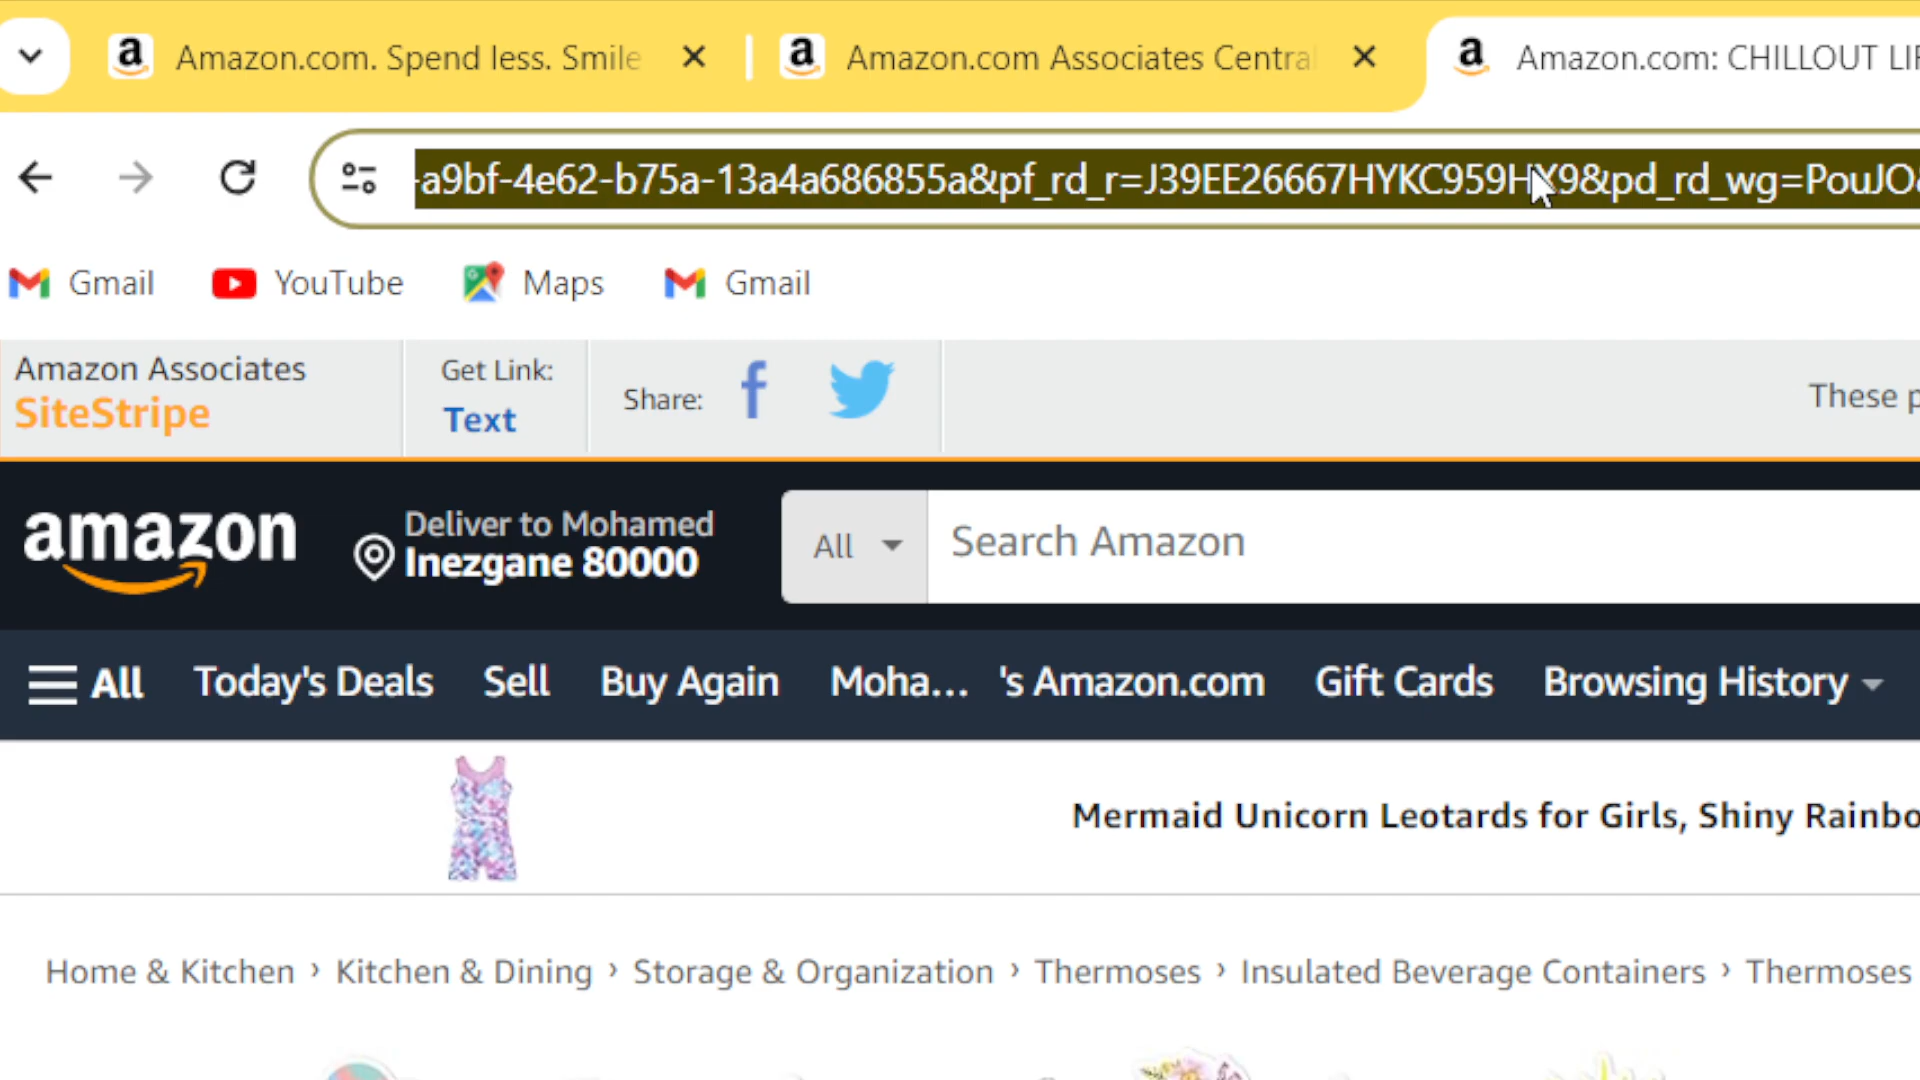 Amazon.com. Spend less. Smile
Amazon.com Associates Central
Amazon.com: CHILLOUT LIF
-a9bf-4e62-b75a-13a4a686855a&pf_rd_r=J39EE26667HYKC959HX9&pd_rd_wg=PouJO&
Gmail YouTube Maps Gmail
Amazon Associates
SiteStripe
Get Link:
Text
Share:
These p
amazon
Deliver to Mohamed
Inezgane 80000
All
Search Amazon
All Today's Deals Sell Buy Again Moha... 's Amazon.com Gift Cards Browsing History
Mermaid Unicorn Leotards for Girls, Shiny Rainbo
Home & Kitchen › Kitchen & Dining › Storage & Organization › Thermoses › Insulated Beverage Containers › Thermoses